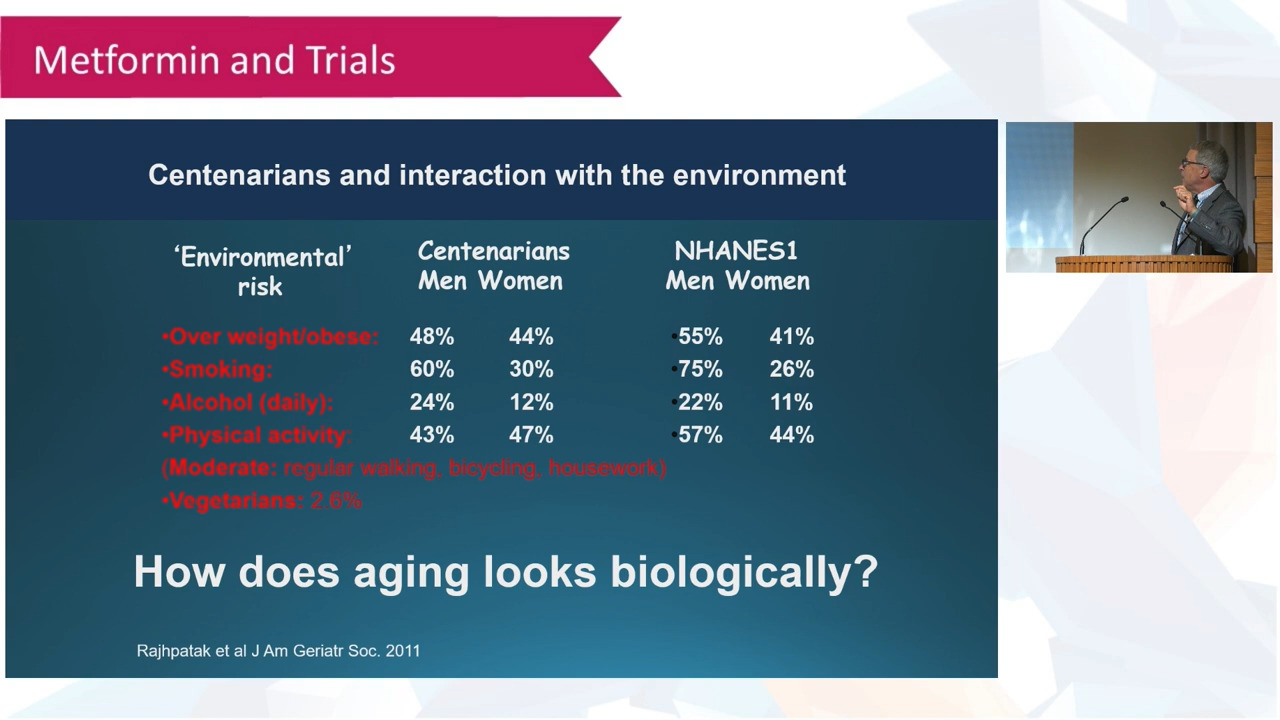 Metformin and Trials
Centenarians and interaction with the environment
‘Environmental’ risk
Centenarians
Men Women
NHANES1
Men Women
•Over weight/obese: 48% 44% •55% 41%
•Smoking: 60% 30% •75% 26%
•Alcohol (daily): 24% 12% •22% 11%
•Physical activity: 43% 47% •57% 44%
(Moderate: regular walking, bicycling, housework)
•Vegetarians: 2.6%
How does aging looks biologically?
Rajhpatak et al J Am Geriatr Soc. 2011